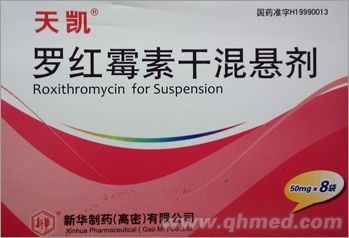 天凯®
国药准字H19990013
罗红霉素干混悬剂
Roxithromycin for Suspension
50mg×8袋
新华
新华制药(高密)有限公司
Xinhua Pharmaceutical ( Gao Mi ) Co.,Ltd
www.qhmed.com